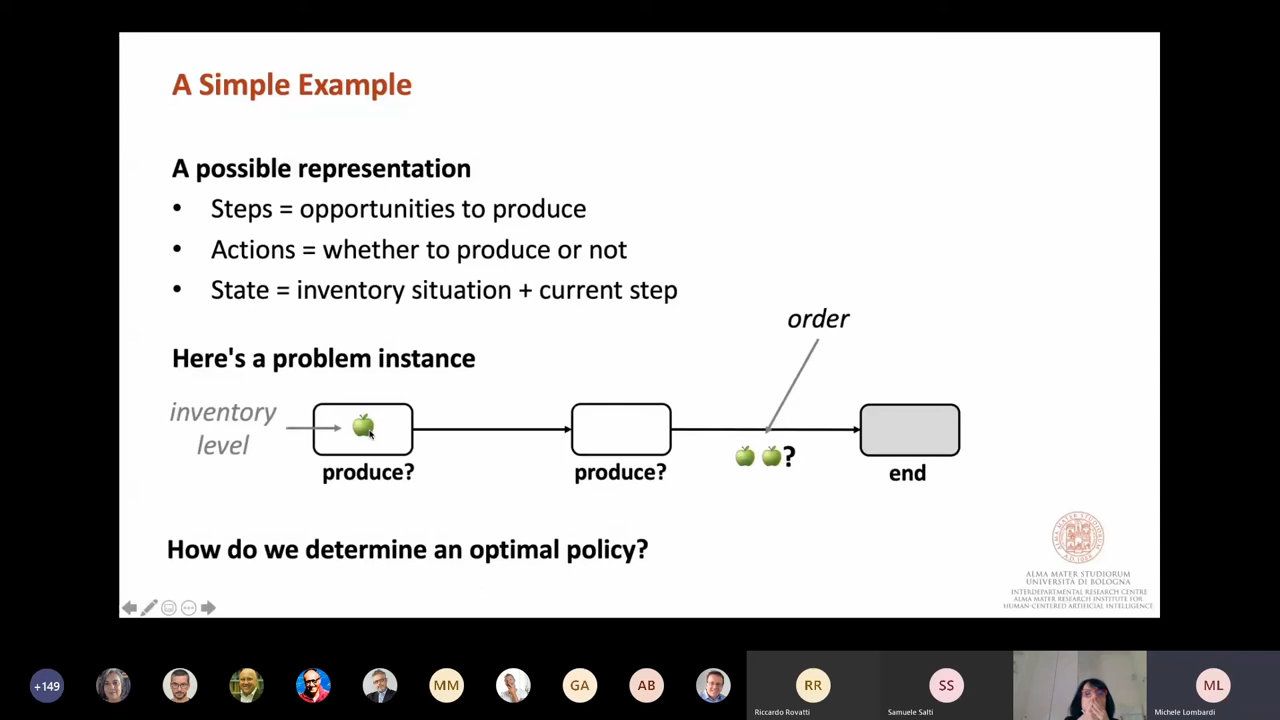 A Simple Example
A possible representation
• Steps = opportunities to produce
• Actions = whether to produce or not
• State = inventory situation + current step
order
Here's a problem instance
inventory
level
produce?
produce?
?
end
How do we determine an optimal policy?
ALMA MATER STUDIORUM
UNIVERSITÀ DI BOLOGNA
INTERDEPARTMENTAL RESEARCH CENTRE
ALMA MATER RESEARCH INSTITUTE FOR
HUMAN-CENTERED ARTIFICIAL INTELLIGENCE
+149
MM
GA
AB
RR
SS
ML
Riccardo Rovatti
Samuele Salti
Michele Lombardi